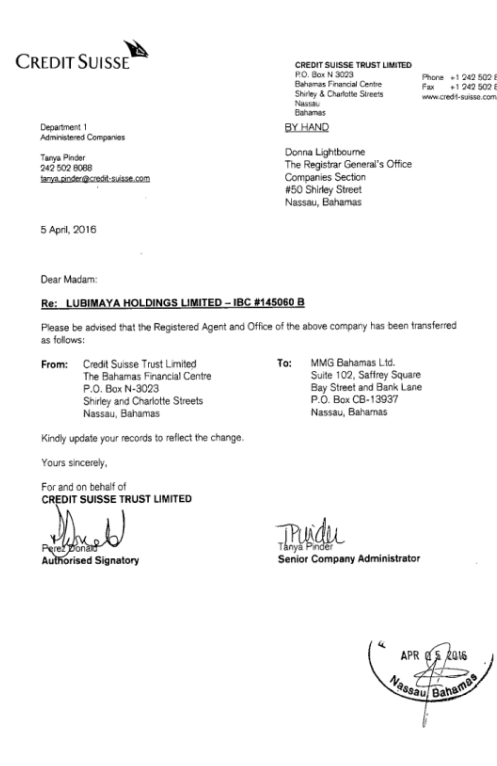 CREDIT SUISSE
CREDIT SUISSE TRUST LIMITED
P.O. Box N 3023
Bahamas Financial Centre
Shirley & Charlotte Streets
Nassau
Bahamas
Phone +1 242 502 8
Fax +1 242 502 8
www.credit-suisse.com
Department 1
Administered Companies
Tanya Pinder
242 502 8088
tanya.pinder@credit-suisse.com
BY HAND
Donna Lightbourne
The Registrar General's Office
Companies Section
#50 Shirley Street
Nassau, Bahamas
5 April, 2016
Dear Madam:
Re: LUBIMAYA HOLDINGS LIMITED – IBC #145060 B
Please be advised that the Registered Agent and Office of the above company has been transferred
as follows:
From: Credit Suisse Trust Limited
The Bahamas Financial Centre
P.O. Box N-3023
Shirley and Charlotte Streets
Nassau, Bahamas
To: MMG Bahamas Ltd.
Suite 102, Saffrey Square
Bay Street and Bank Lane
P.O. Box CB-13937
Nassau, Bahamas
Kindly update your records to reflect the change.
Yours sincerely,
For and on behalf of
CREDIT SUISSE TRUST LIMITED
Perez Donald
Authorised Signatory
TPinder
Tanya Pinder
Senior Company Administrator
APR 05 2016
Nassau, Bahamas